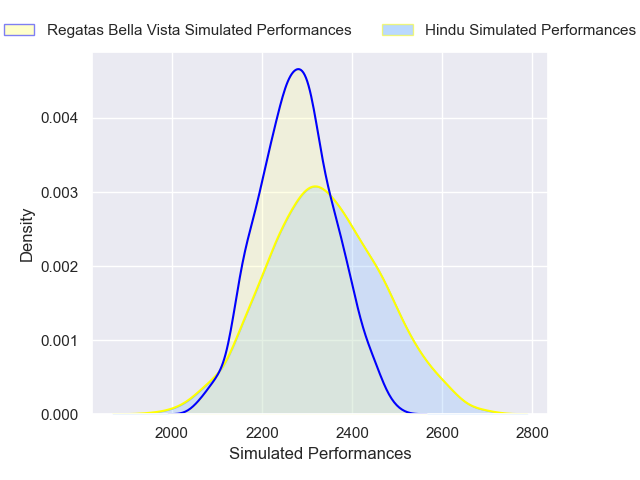 Regatas Bella Vista Simulated Performances
Hindu Simulated Performances
0.004
0.003
0.002
0.001
0.000
Density
2000
2200
2400
2600
2800
Simulated Performances